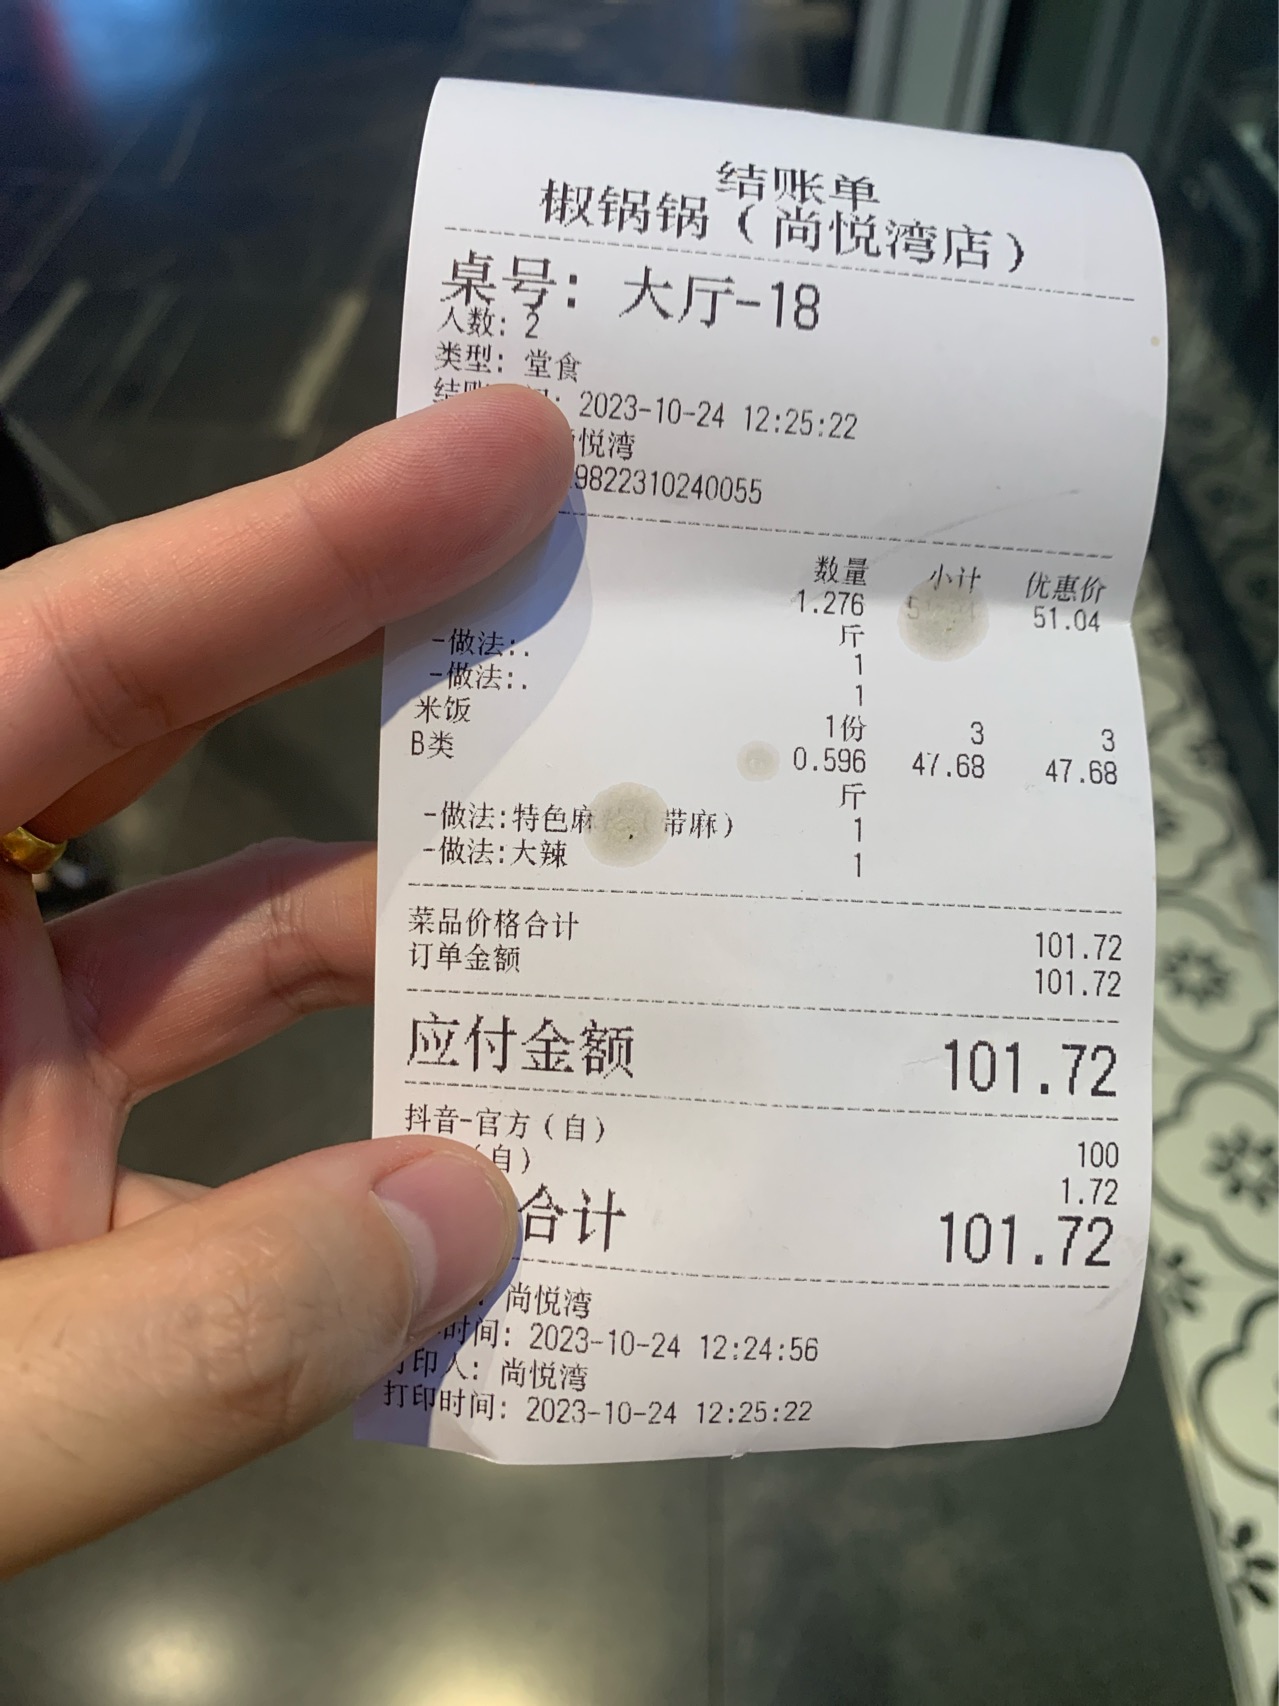 结账单
椒锅锅（尚悦湾店）
桌号：大厅-18
人数：2
类型：堂食
2023-10-24 12:25:22
悦湾
9822310240055
数量 小计 优惠价
1.276 51.04
斤
-做法:. 1
-做法:. 1
米饭 1份 3 3
B类 0.596 47.68 47.68
斤
-做法:特色麻（带麻） 1
-做法:大辣 1
菜品价格合计 101.72
订单金额 101.72
应付金额 101.72
抖音-官方（自） 100
（自） 1.72
合计 101.72
尚悦湾
时间：2023-10-24 12:24:56
印人：尚悦湾
打印时间：2023-10-24 12:25:22